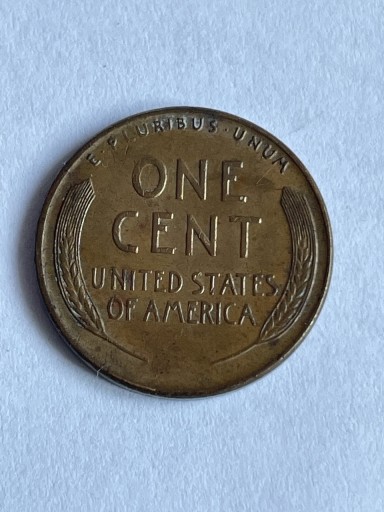 E·PLURIBUS·UNUM
ONE
CENT
UNITED STATES
OF AMERICA